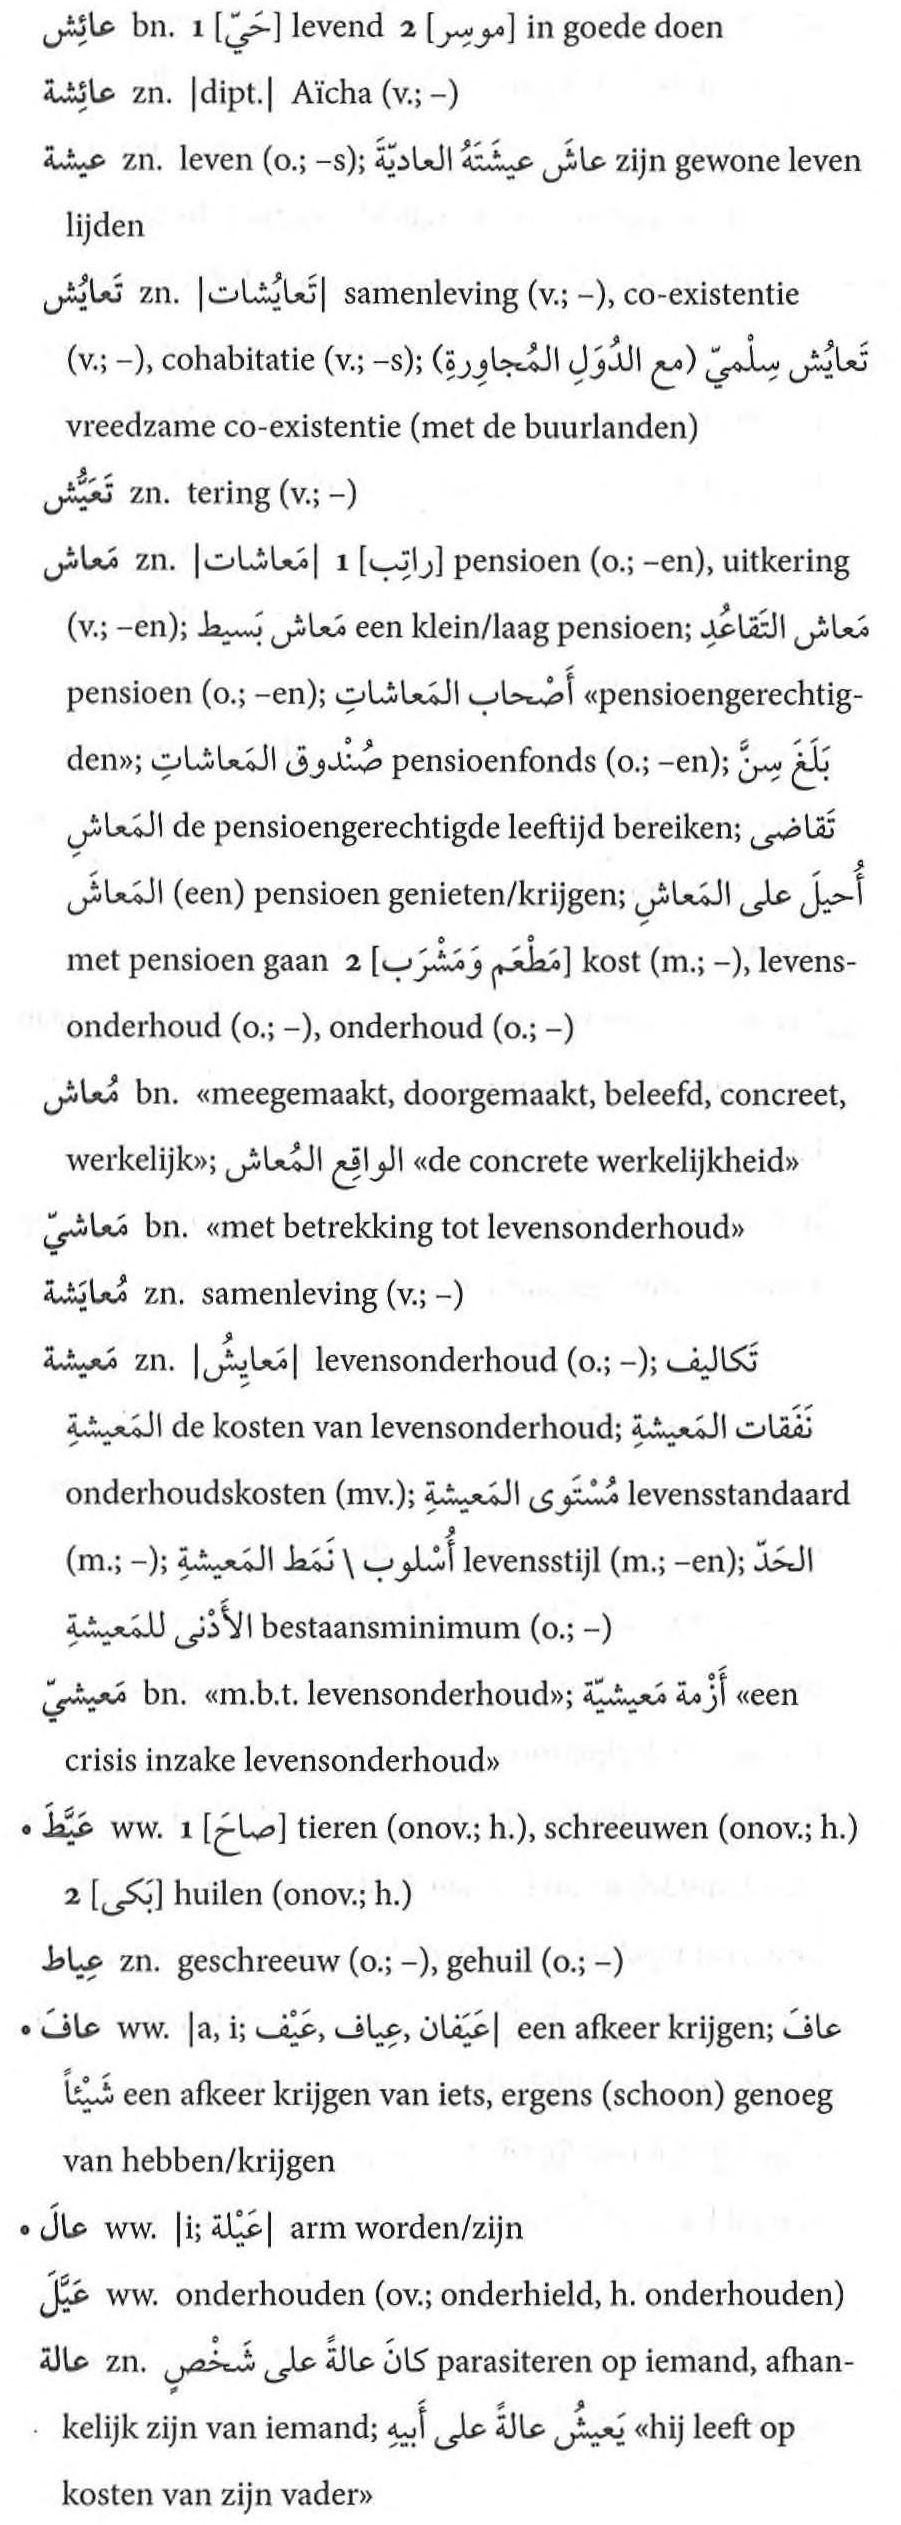 عائِش bn. 1 [حَيّ] levend 2 [موسِر] in goede doen
عائِشة zn. |dipt.| Aïcha (v.; –)
عيشة zn. leven (o.; –s); عاشَ عيشَتَهُ العاديّةَ zijn gewone leven
lijden
تَعايُش zn. |تَعايُشات| samenleving (v.; –), co-existentie
(v.; –), cohabitatie (v.; –s); تَعايُش سِلْميّ (مع الدُوَلِ المُجاوِرةِ)
vreedzame co-existentie (met de buurlanden)
تَعَيُّش zn. tering (v.; –)
مَعاش zn. |مَعاشات| 1 [راتِب] pensioen (o.; –en), uitkering
(v.; –en); مَعاش بَسيط een klein/laag pensioen; مَعاش التَقاعُدِ
pensioen (o.; –en); أَصْحاب المَعاشاتِ «pensioengerechtig-
den»; صُنْدوق المَعاشاتِ pensioenfonds (o.; –en); بَلَغَ سِنَّ
المَعاشِ de pensioengerechtigde leeftijd bereiken; تَقاضى
المَعاشَ (een) pensioen genieten/krijgen; أُحيلَ على المَعاشِ
met pensioen gaan 2 [مَطْعَم وَمَشْرَب] kost (m.; –), levens-
onderhoud (o.; –), onderhoud (o.; –)
مُعاش bn. «meegemaakt, doorgemaakt, beleefd, concreet,
werkelijk»; الواقِع المُعاش «de concrete werkelijkheid»
مَعاشيّ bn. «met betrekking tot levensonderhoud»
مُعايَشة zn. samenleving (v.; –)
مَعيشة zn. |مَعايِشُ| levensonderhoud (o.; –); تَكاليف
المَعيشةِ de kosten van levensonderhoud; نَفَقات المَعيشةِ
onderhoudskosten (mv.); مُسْتَوى المَعيشةِ levensstandaard
(m.; –); أُسْلوب \ نَمَط المَعيشةِ levensstijl (m.; –en); الحَدّ
الأَدْنى للمَعيشةِ bestaansminimum (o.; –)
مَعيشيّ bn. «m.b.t. levensonderhoud»; أَزْمة مَعيشيّة «een
crisis inzake levensonderhoud»
• عَيَّطَ ww. 1 [صاحَ] tieren (onov.; h.), schreeuwen (onov.; h.)
2 [بَكى] huilen (onov.; h.)
عِياط zn. geschreeuw (o.; –), gehuil (o.; –)
• عافَ ww. |a, i; عَيْف, عِياف, عَيَفان| een afkeer krijgen; عافَ
شَيْئاً een afkeer krijgen van iets, ergens (schoon) genoeg
van hebben/krijgen
• عالَ ww. |i; عَيْلة| arm worden/zijn
عَيَّلَ ww. onderhouden (ov.; onderhield, h. onderhouden)
عالة zn. كانَ عالةً على شَخْصٍ parasiteren op iemand, afhan-
kelijk zijn van iemand; يَعيشُ عالةً على أَبيهِ «hij leeft op
kosten van zijn vader»